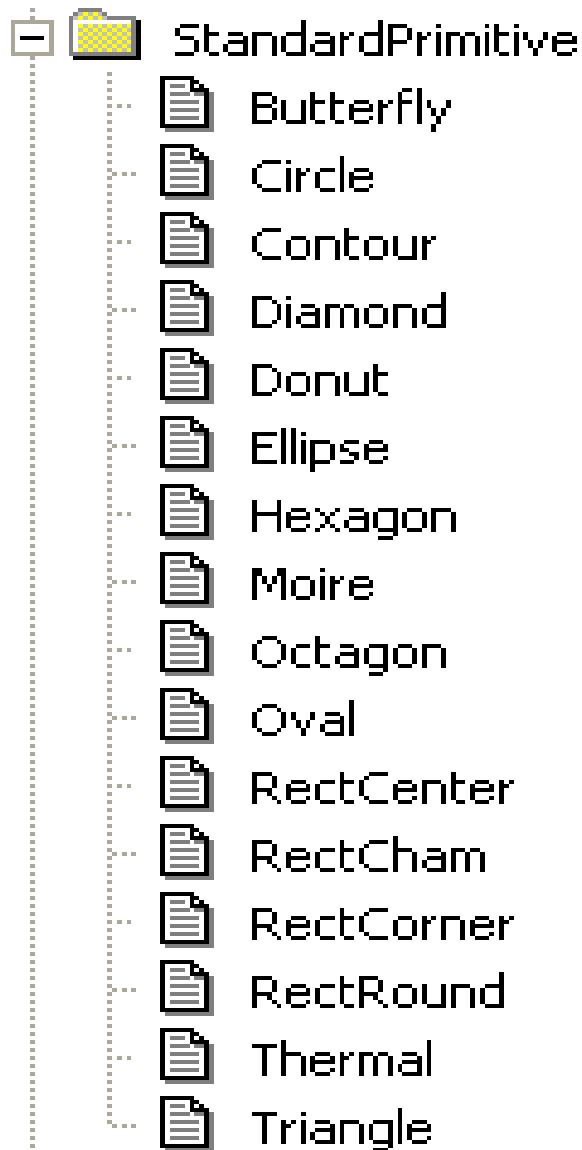 StandardPrimitive
Butterfly
Circle
Contour
Diamond
Donut
Ellipse
Hexagon
Moire
Octagon
Oval
RectCenter
RectCham
RectCorner
RectRound
Thermal
Triangle